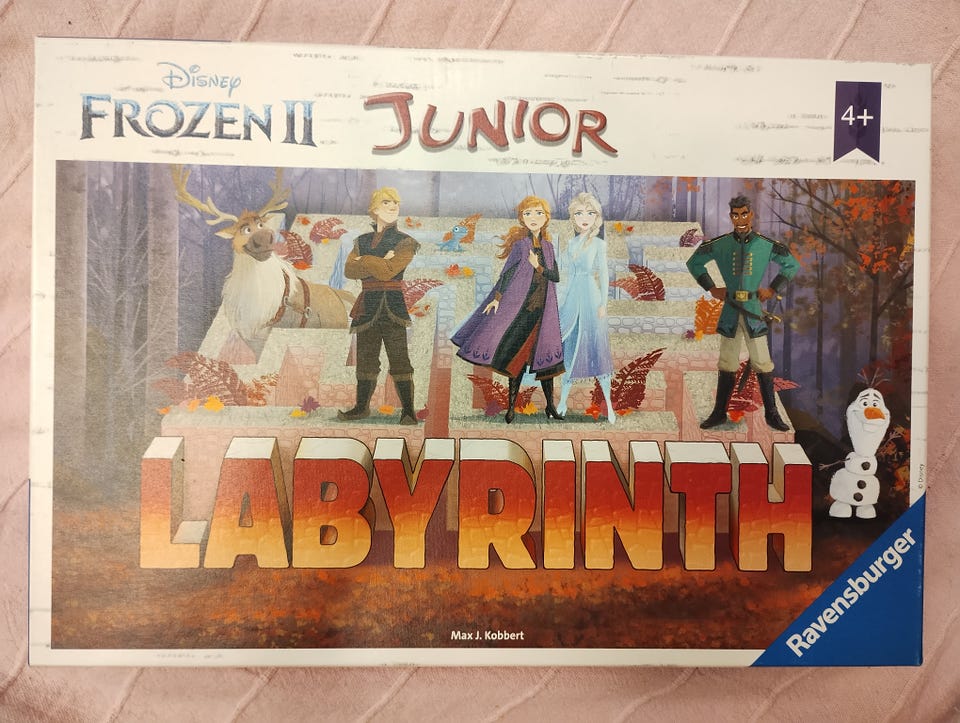 Disney
FROZEN II
JUNIOR
4+
LABYRINTH
© Disney
Max J. Kobbert
Ravensburger